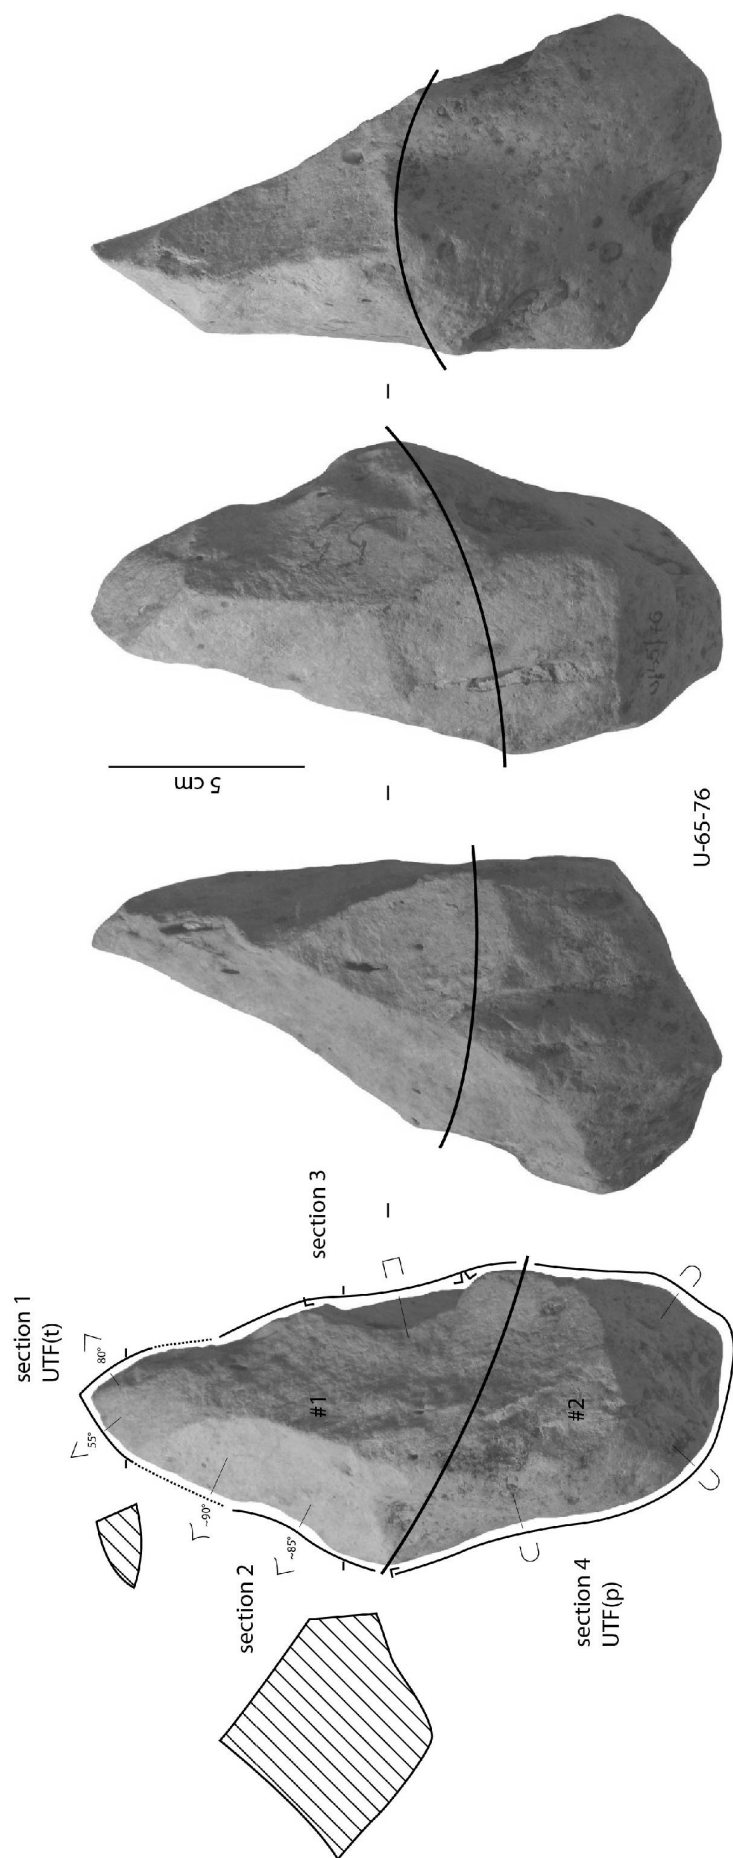 section 1
UTF(t)
80°
55°
~90°
~85°
section 2
section 3
#1
#2
section 4
UTF(p)
5 cm
U-65-76